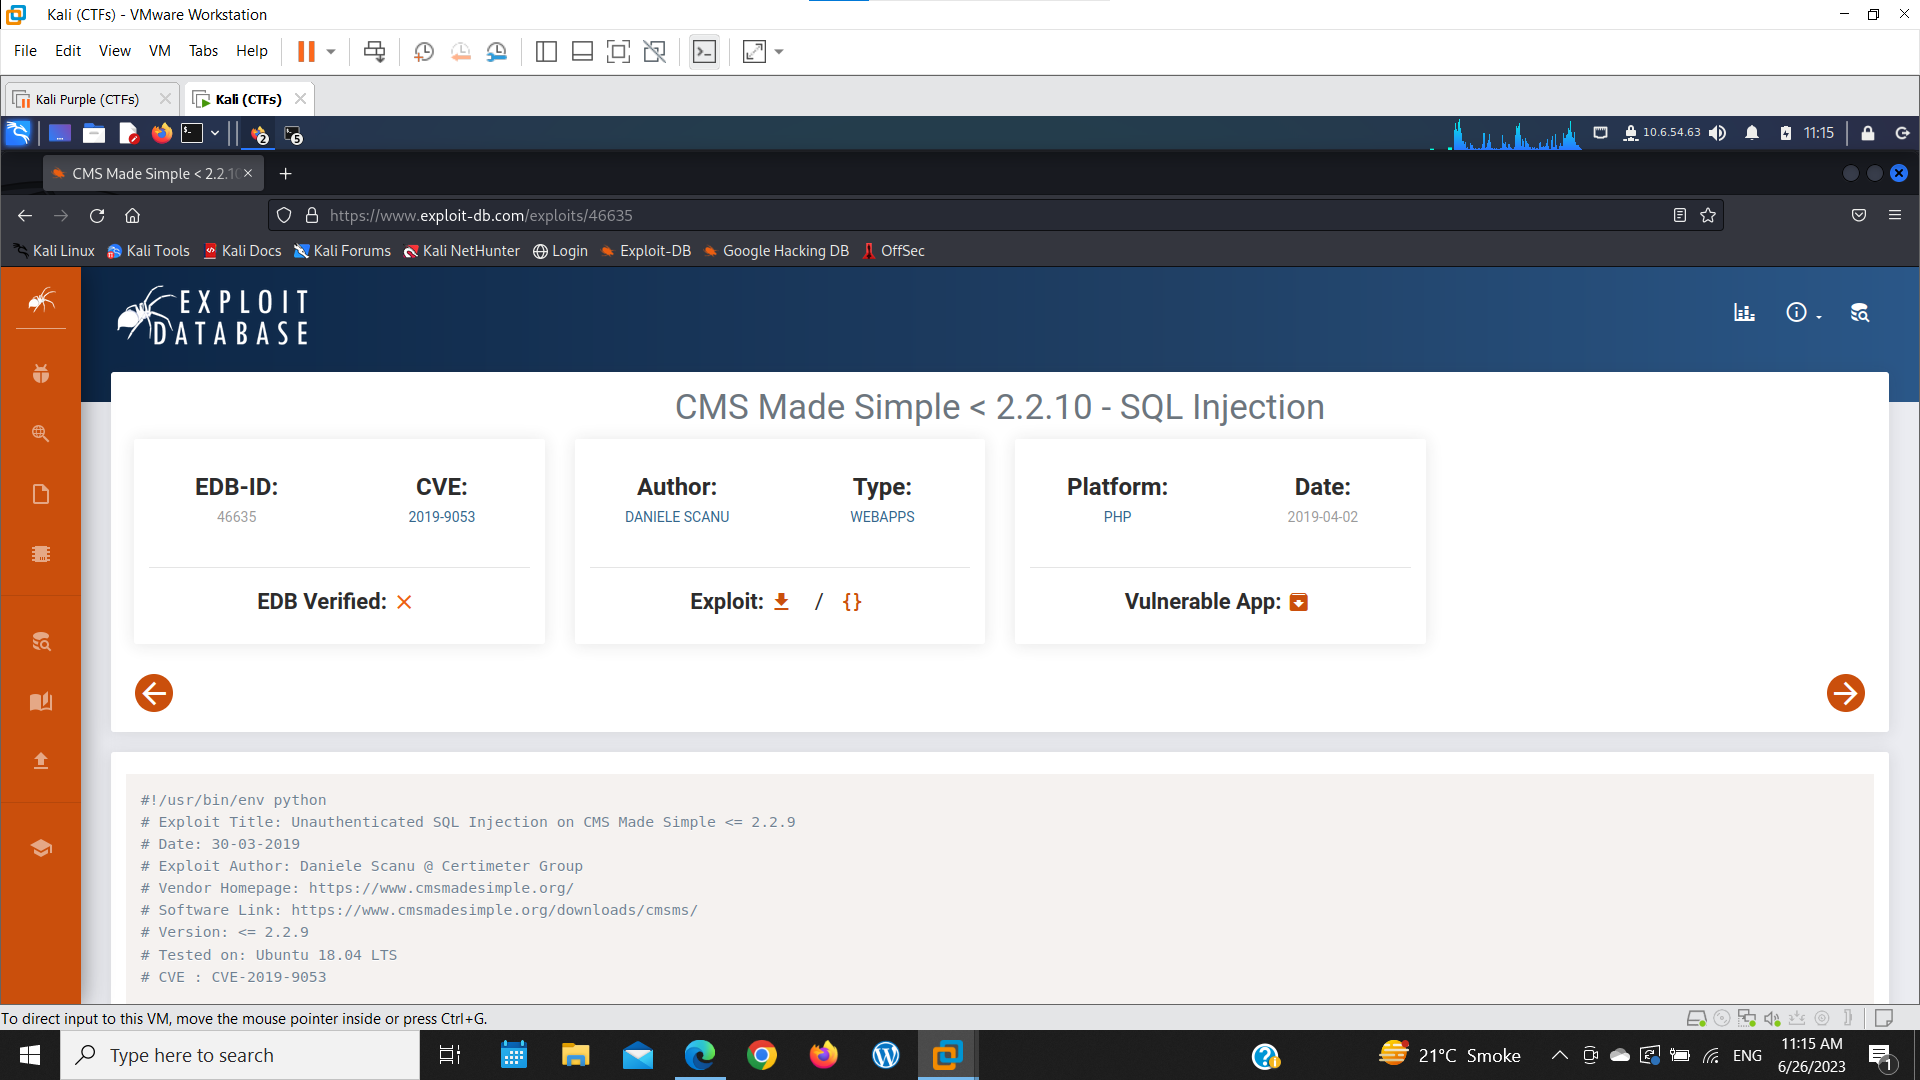 Kali (CTFs) - VMware Workstation
File Edit View VM Tabs Help
Kali Purple (CTFs) Kali (CTFs)
2 5 10.6.54.63 11:15
CMS Made Simple < 2.2.10
https://www.exploit-db.com/exploits/46635
Kali Linux Kali Tools Kali Docs Kali Forums Kali NetHunter Login Exploit-DB Google Hacking DB OffSec
EXPLOIT
DATABASE
CMS Made Simple < 2.2.10 - SQL Injection
EDB-ID: CVE: Author: Type: Platform: Date:
46635 2019-9053 DANIELE SCANU WEBAPPS PHP 2019-04-02
EDB Verified: Exploit: / {} Vulnerable App:
#!/usr/bin/env python
# Exploit Title: Unauthenticated SQL Injection on CMS Made Simple <= 2.2.9
# Date: 30-03-2019
# Exploit Author: Daniele Scanu @ Certimeter Group
# Vendor Homepage: https://www.cmsmadesimple.org/
# Software Link: https://www.cmsmadesimple.org/downloads/cmsms/
# Version: <= 2.2.9
# Tested on: Ubuntu 18.04 LTS
# CVE : CVE-2019-9053
To direct input to this VM, move the mouse pointer inside or press Ctrl+G.
Type here to search 21°C Smoke ENG 11:15 AM 1
6/26/2023